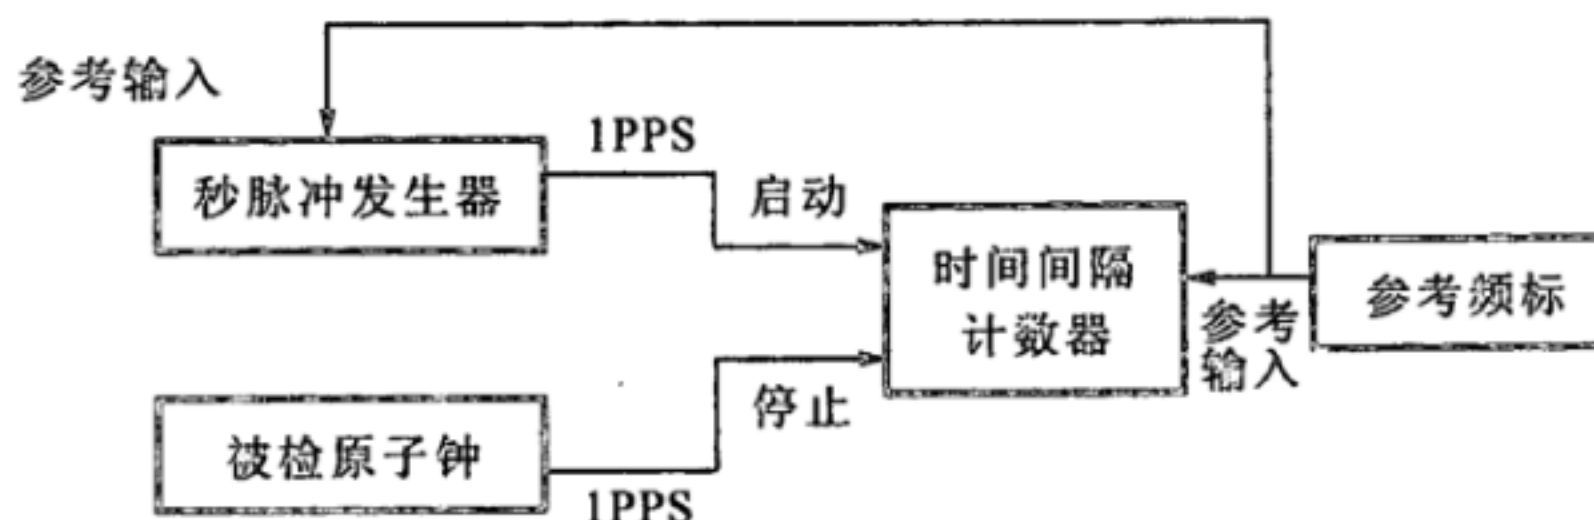 参考输入
1PPS
秒脉冲发生器
启动
时间间隔
计数器
参考频标
参考
输入
停止
被检原子钟
1PPS